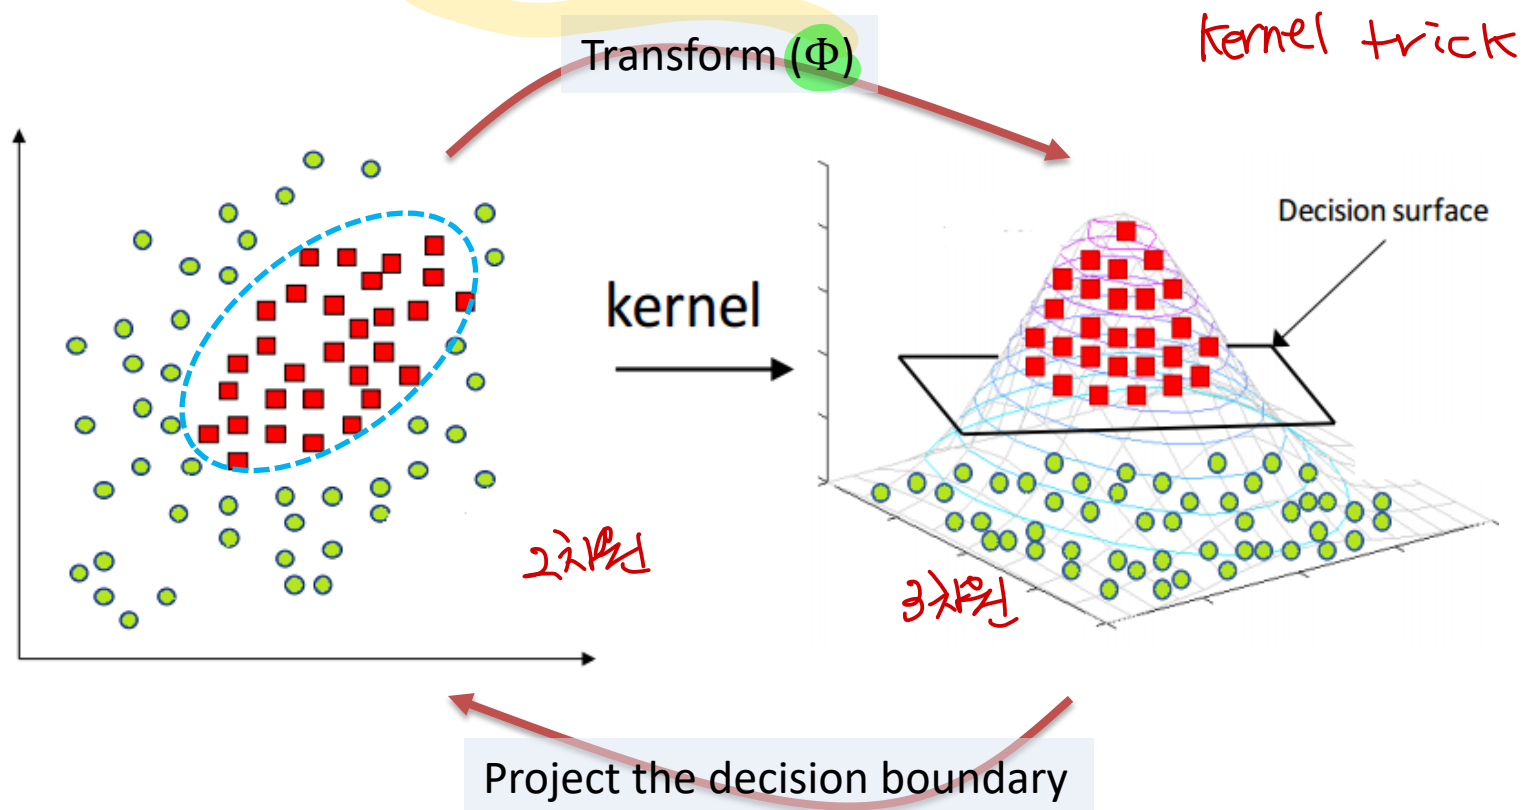 Transform (Φ)
kernel trick
Decision surface
kernel
2차원
3차원
Project the decision boundary